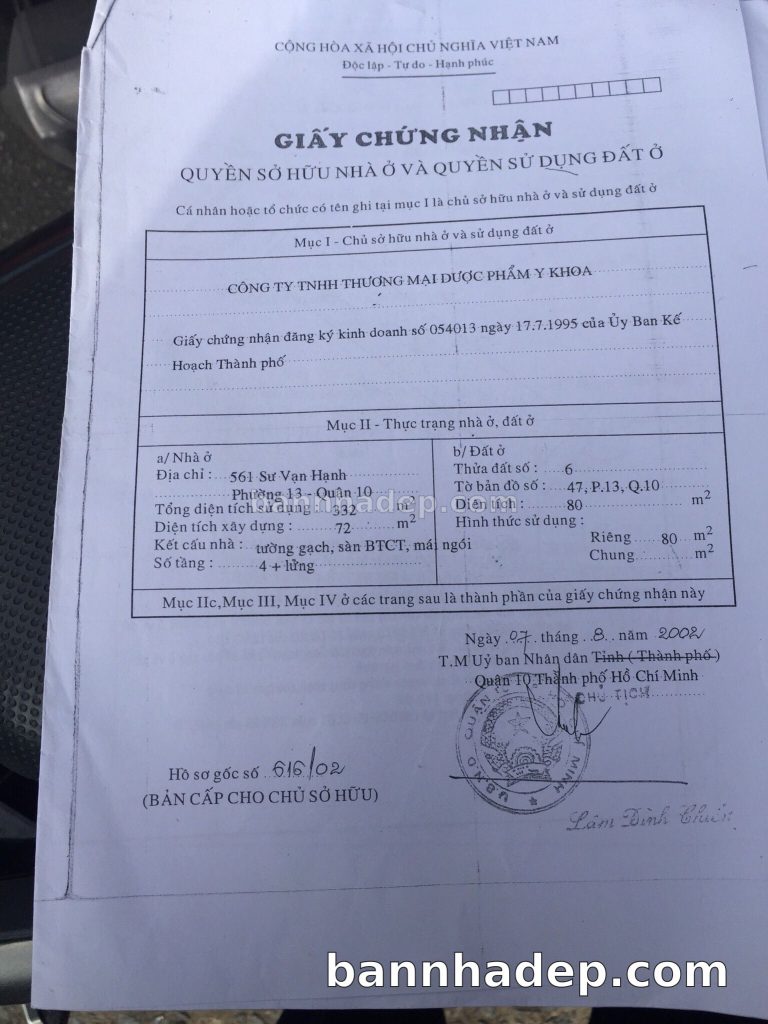 CỘNG HÒA XÃ HỘI CHỦ NGHĨA VIỆT NAM
Độc lập - Tự do - Hạnh phúc
GIẤY CHỨNG NHẬN
QUYỀN SỞ HỮU NHÀ Ở VÀ QUYỀN SỬ DỤNG ĐẤT Ở
Cá nhân hoặc tổ chức có tên ghi tại mục I là chủ sở hữu nhà ở và sử dụng đất ở
Mục I - Chủ sở hữu nhà ở và sử dụng đất ở
CÔNG TY TNHH THƯƠNG MẠI DƯỢC PHẨM Y KHOA
Giấy chứng nhận đăng ký kinh doanh số 054013 ngày 17.7.1995 của Ủy Ban Kế
Hoạch Thành phố
Mục II - Thực trạng nhà ở, đất ở
a/ Nhà ở
Địa chỉ : 561 Sư Vạn Hạnh
Phường 13 - Quận 10
Tổng diện tích sử dụng : 332 m2
Diện tích xây dựng : 72 m2
Kết cấu nhà : tường gạch, sàn BTCT, mái ngói
Số tầng : 4 + lửng
b/ Đất ở
Thửa đất số : 6
Tờ bản đồ số : 47, P.13, Q.10
Diện tích : 80 m2
Hình thức sử dụng :
Riêng 80 m2
Chung m2
bannhadep.com
Mục IIc, Mục III, Mục IV ở các trang sau là thành phần của giấy chứng nhận này
Ngày 07 tháng 8 năm 2002
T.M Uỷ ban Nhân dân Tỉnh ( Thành phố )
Quận 10 Thành phố Hồ Chí Minh
CHỦ TỊCH
Hồ sơ gốc số 616/02
(BẢN CẤP CHO CHỦ SỞ HỮU)
Lâm Đình Chiến
bannhadep.com